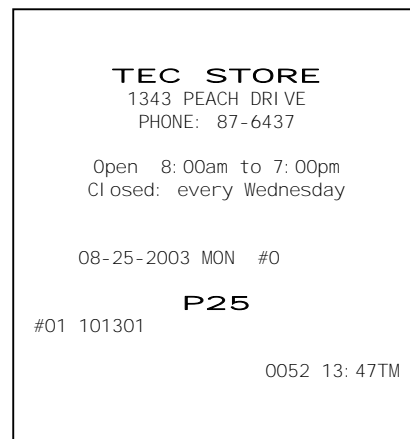 TEC STORE
1343 PEACH DRIVE
PHONE: 87-6437
Open 8:00am to 7:00pm
Closed: every Wednesday
08-25-2003 MON #0
P25
#01 101301
0052 13:47TM